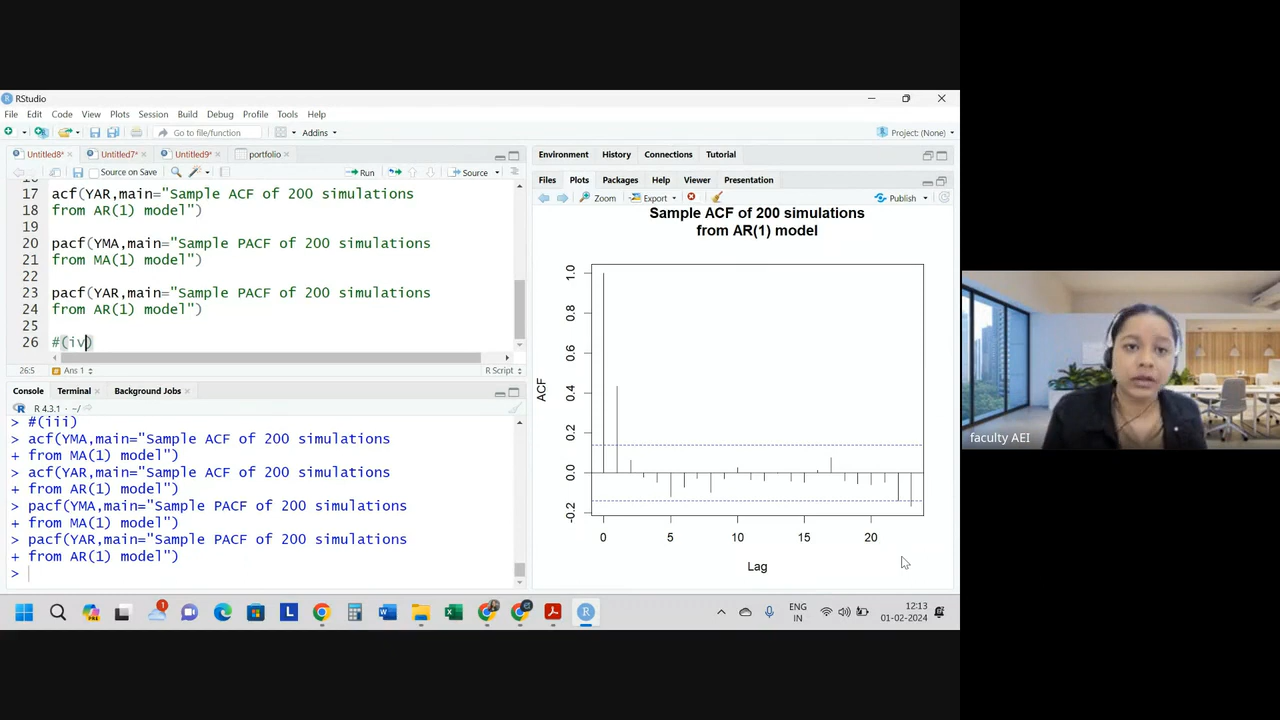 RStudio
File Edit Code View Plots Session Build Debug Profile Tools Help
Go to file/function Addins Project: (None)
Untitled8* Untitled7* Untitled9* portfolio
Source on Save Run Source
17 acf(YAR,main="Sample ACF of 200 simulations
18 from AR(1) model")
19
20 pacf(YMA,main="Sample PACF of 200 simulations
21 from MA(1) model")
22
23 pacf(YAR,main="Sample PACF of 200 simulations
24 from AR(1) model")
25
26 #(iv)
26:5 Ans 1 R Script
Console Terminal Background Jobs
R 4.3.1 · ~/
> #(iii)
> acf(YMA,main="Sample ACF of 200 simulations
+ from MA(1) model")
> acf(YAR,main="Sample ACF of 200 simulations
+ from AR(1) model")
> pacf(YMA,main="Sample PACF of 200 simulations
+ from MA(1) model")
> pacf(YAR,main="Sample PACF of 200 simulations
+ from AR(1) model")
>
Environment History Connections Tutorial
Files Plots Packages Help Viewer Presentation
Zoom Export Publish
Sample ACF of 200 simulations
from AR(1) model
ACF
1.0
0.8
0.6
0.4
0.2
0.0
-0.2
0 5 10 15 20
Lag
faculty AEI
1
L
ENG
IN
12:13
01-02-2024